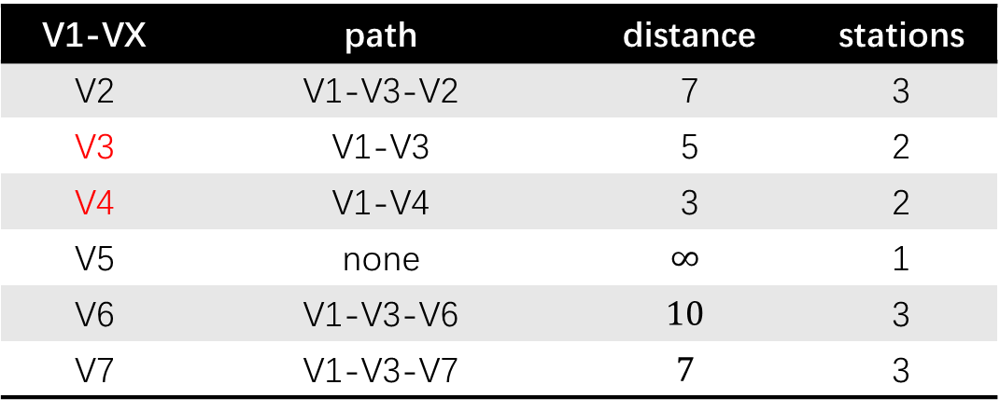 V1-VX path distance stations
V2 V1-V3-V2 7 3
V3 V1-V3 5 2
V4 V1-V4 3 2
V5 none ∞ 1
V6 V1-V3-V6 10 3
V7 V1-V3-V7 7 3